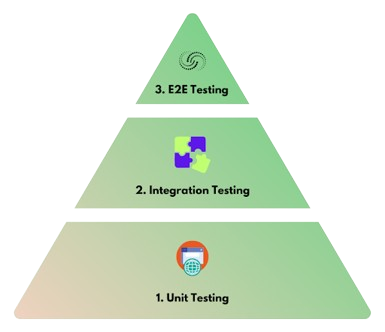 3. E2E Testing
2. Integration Testing
1. Unit Testing